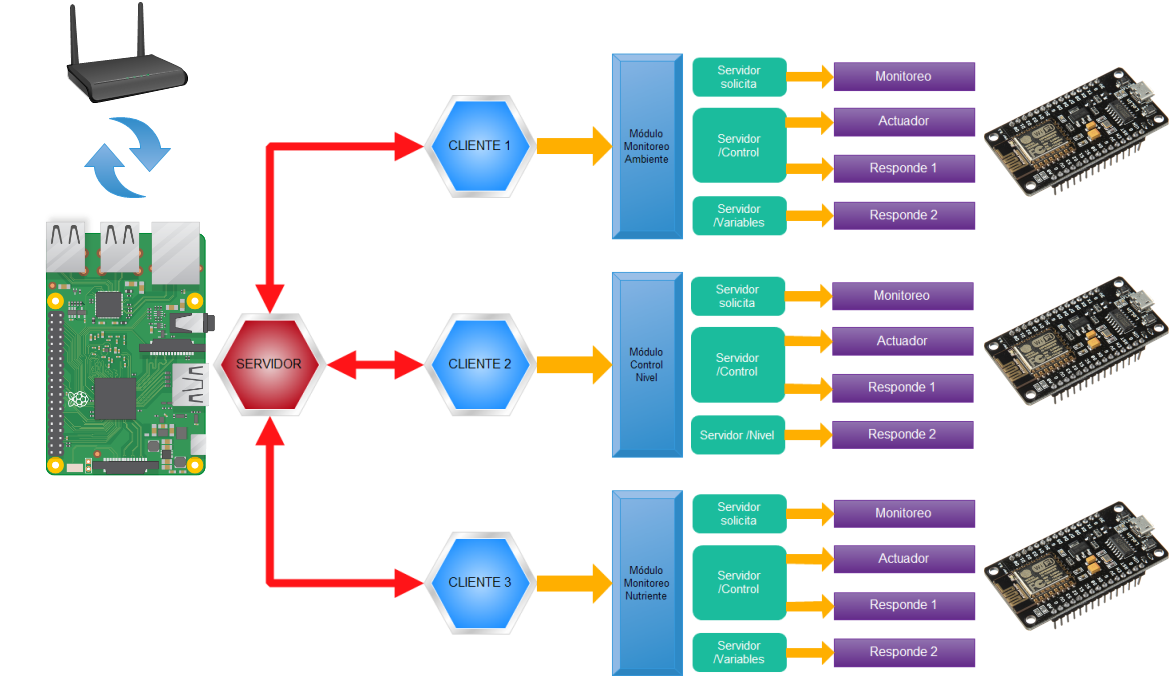 CLIENTE 1
Módulo
Monitoreo
Ambiente
Servidor
solicita
Monitoreo
Servidor
/Control
Actuador
Responde 1
Servidor
/Variables
Responde 2
SERVIDOR
CLIENTE 2
Módulo
Control
Nivel
Servidor
solicita
Monitoreo
Servidor
/Control
Actuador
Responde 1
Servidor /Nivel
Responde 2
CLIENTE 3
Módulo
Monitoreo
Nutriente
Servidor
solicita
Monitoreo
Servidor
/Control
Actuador
Responde 1
Servidor
/Variables
Responde 2